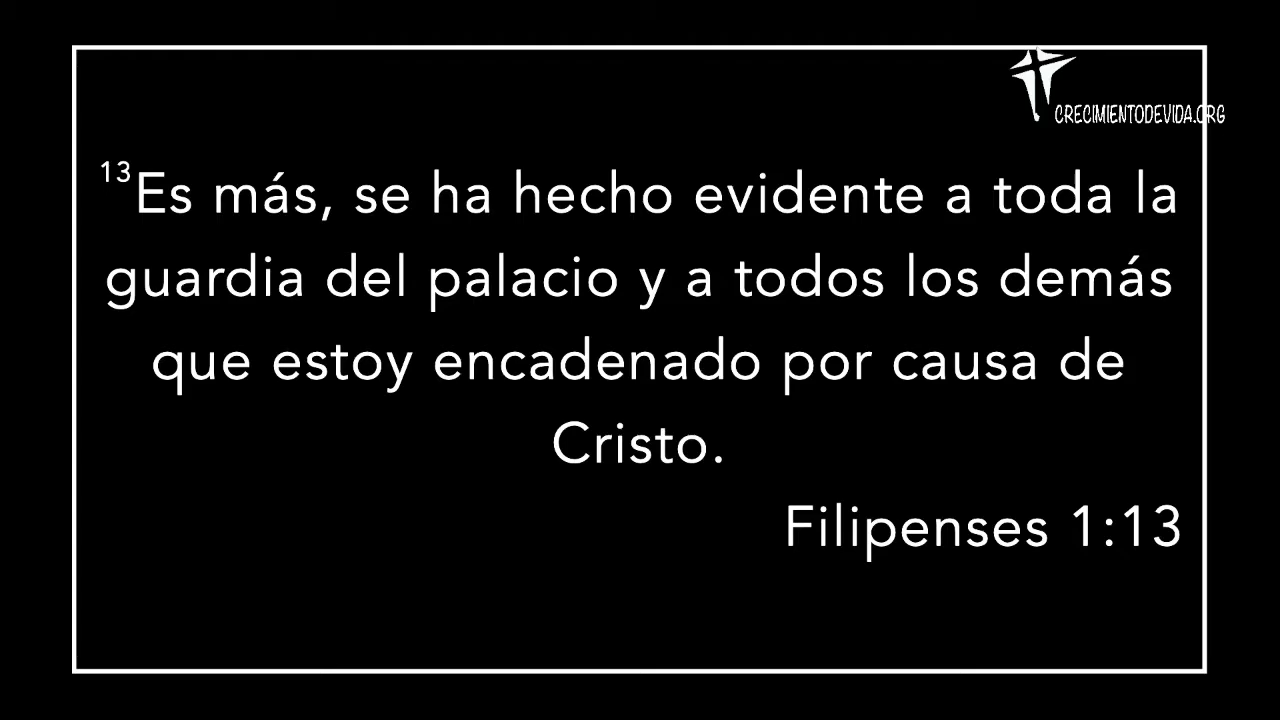 CRECIMIENTODEVIDA.ORG
13Es más, se ha hecho evidente a toda la
guardia del palacio y a todos los demás
que estoy encadenado por causa de
Cristo.
Filipenses 1:13